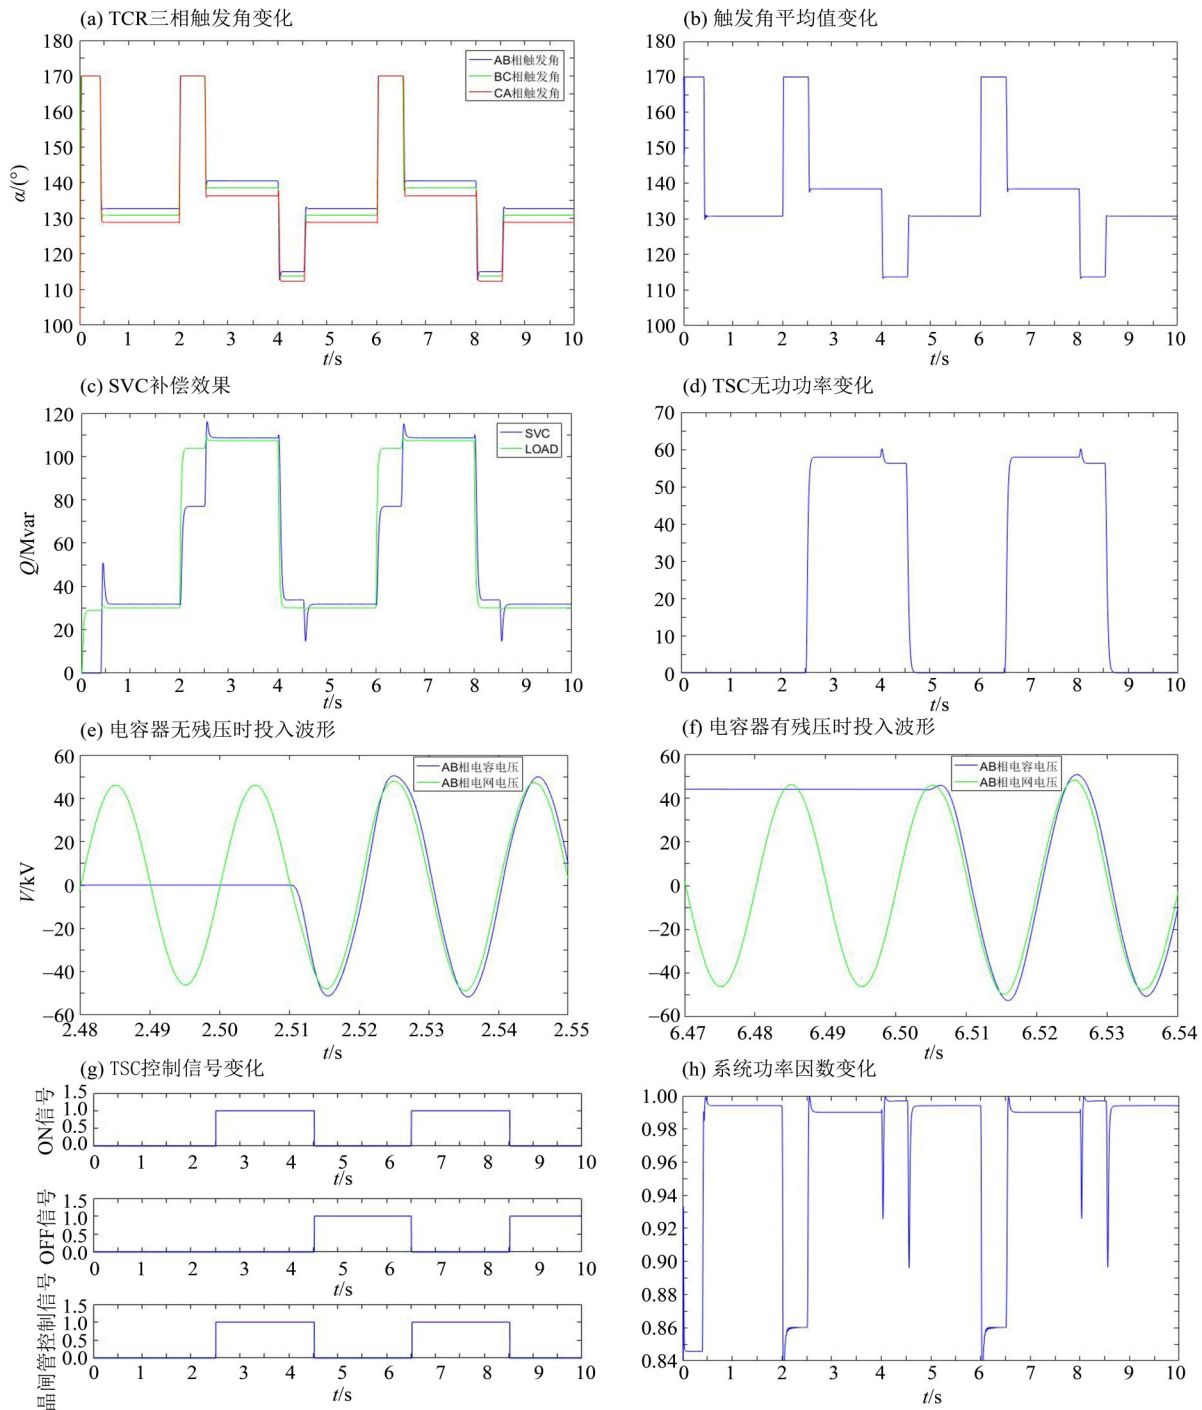 (a) TCR三相触发角变化
α/(°)
180
170
160
150
140
130
120
110
100
0 1 2 3 4 5 6 7 8 9 10
t/s
AB相触发角
BC相触发角
CA相触发角
(b) 触发角平均值变化
180
170
160
150
140
130
120
110
100
0 1 2 3 4 5 6 7 8 9 10
t/s
(c) SVC补偿效果
Q/Mvar
120
100
80
60
40
20
0
0 1 2 3 4 5 6 7 8 9 10
t/s
SVC
LOAD
(d) TSC无功功率变化
70
60
50
40
30
20
10
0
0 1 2 3 4 5 6 7 8 9 10
t/s
(e) 电容器无残压时投入波形
V/kV
60
40
20
0
−20
−40
−60
2.48 2.49 2.50 2.51 2.52 2.53 2.54 2.55
t/s
AB相电容电压
AB相电网电压
(f) 电容器有残压时投入波形
60
40
20
0
−20
−40
−60
6.47 6.48 6.49 6.50 6.51 6.52 6.53 6.54
t/s
AB相电容电压
AB相电网电压
(g) TSC控制信号变化
ON信号
1.5
1.0
0.5
0.0
0 1 2 3 4 5 6 7 8 9 10
t/s
OFF信号
1.5
1.0
0.5
0.0
0 1 2 3 4 5 6 7 8 9 10
t/s
晶闸管控制信号
1.5
1.0
0.5
0.0
0 1 2 3 4 5 6 7 8 9 10
t/s
(h) 系统功率因数变化
1.00
0.98
0.96
0.94
0.92
0.90
0.88
0.86
0.84
0 1 2 3 4 5 6 7 8 9 10
t/s